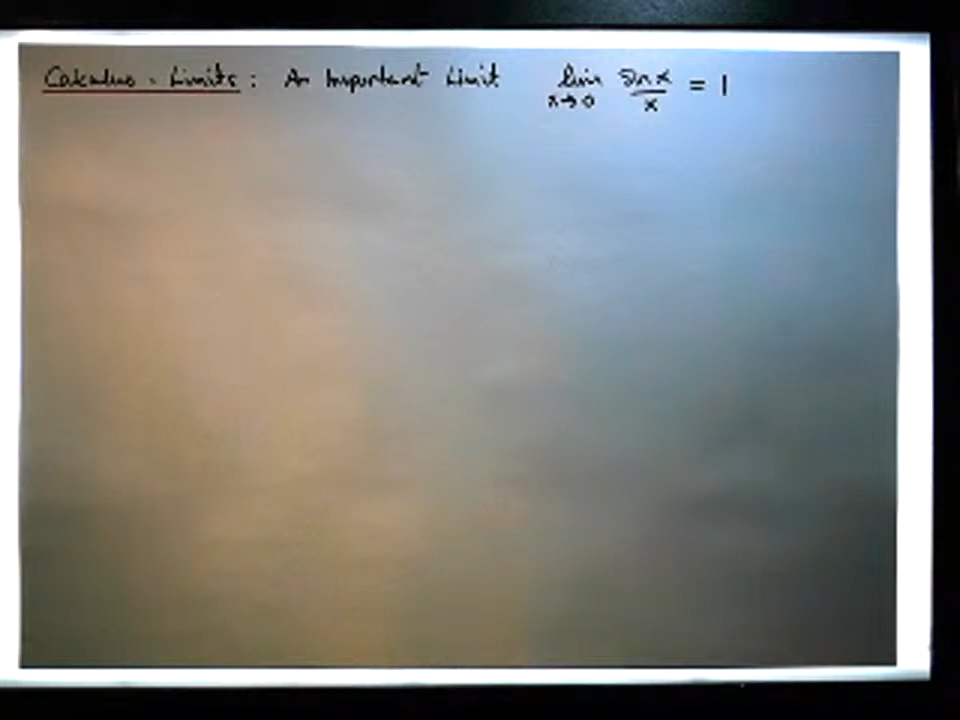 Calculus - Limits : An Important Limit lim x→0 sin x / x = 1